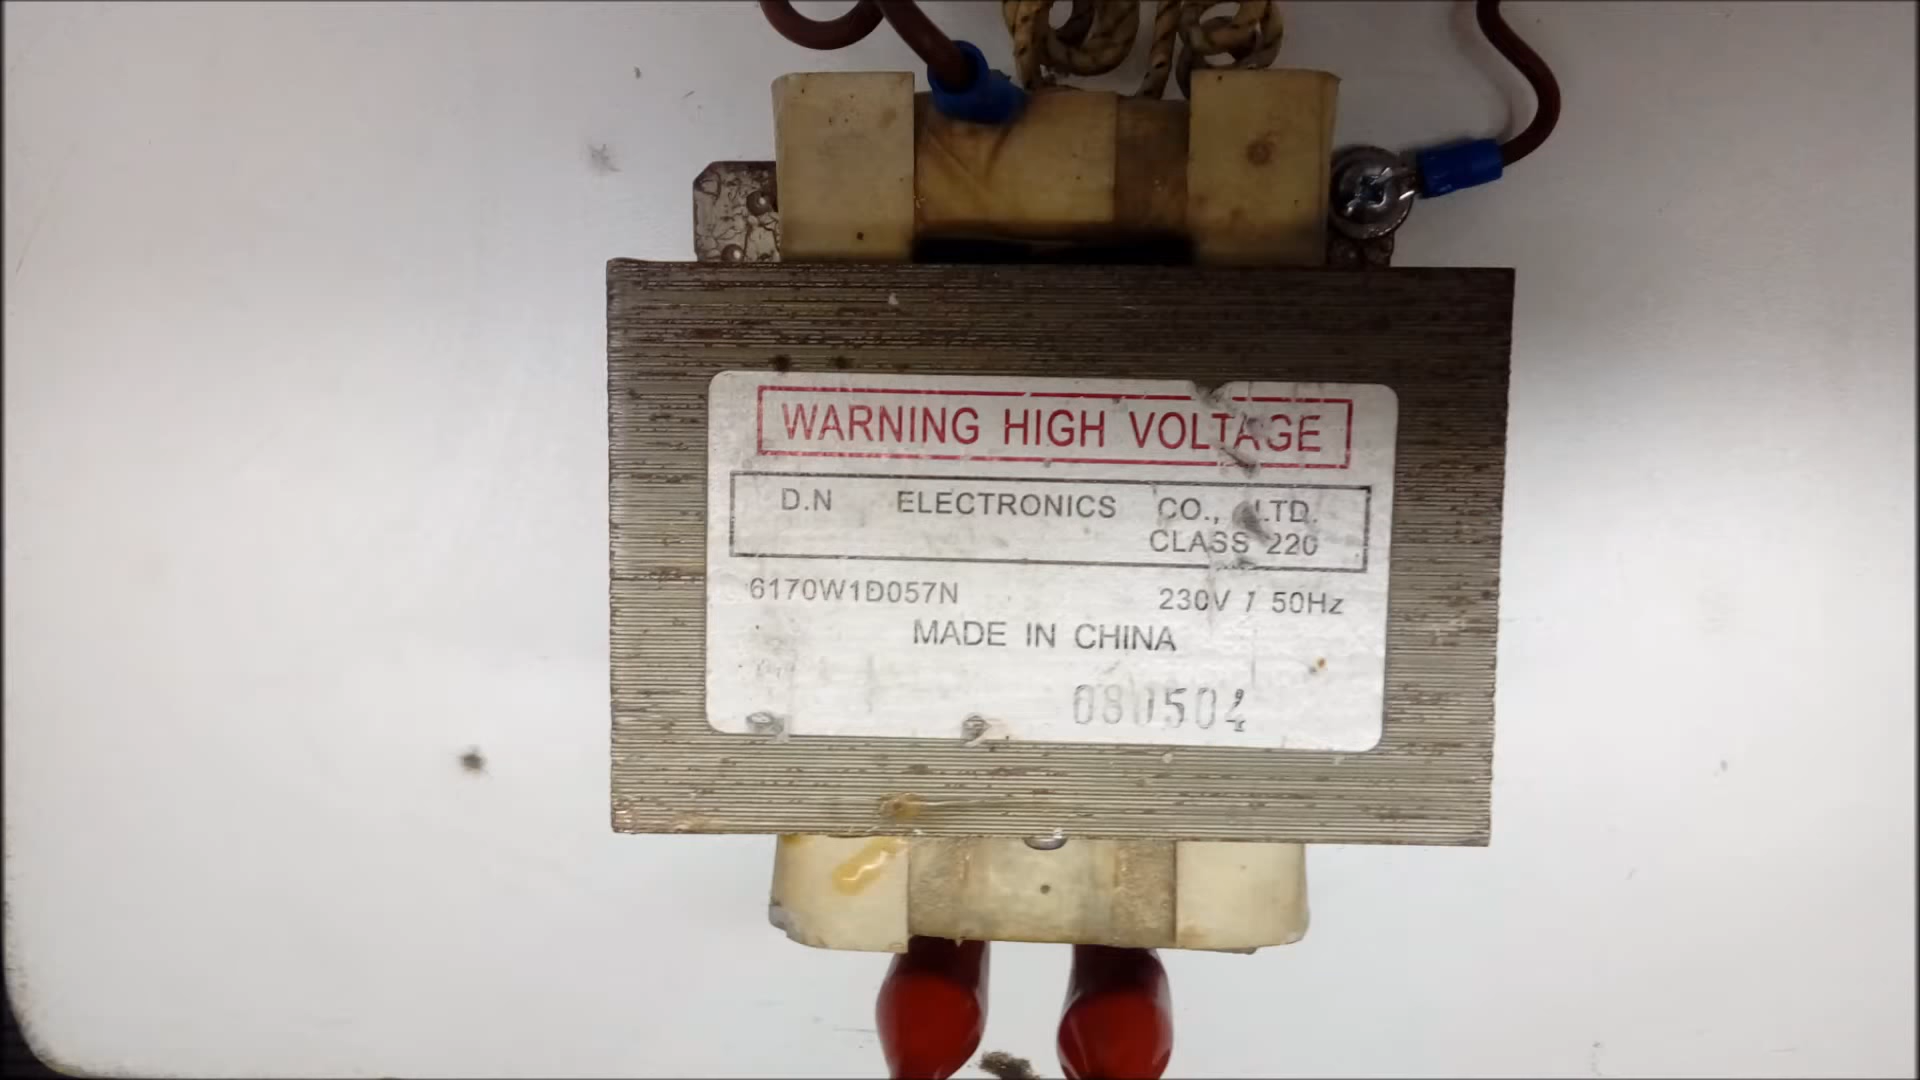 WARNING HIGH VOLTAGE
D.N ELECTRONICS CO., LTD.
CLASS 220
6170W1D057N 230V / 50Hz
MADE IN CHINA
080504